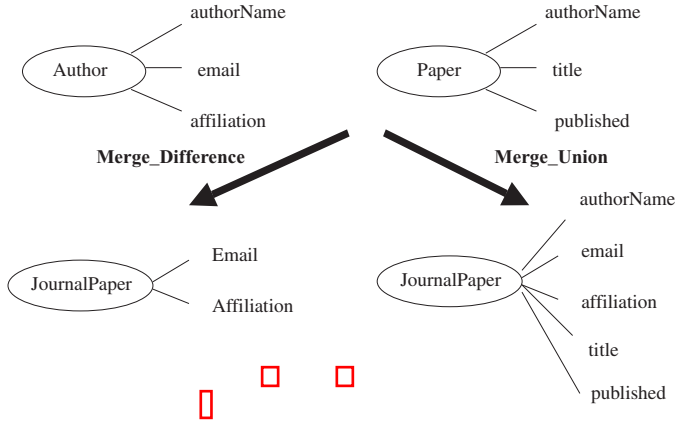 authorName authorName
Author email Paper title
affiliation published
Merge_Difference Merge_Union
authorName
Email email
JournalPaper JournalPaper
Affiliation affiliation
title
published